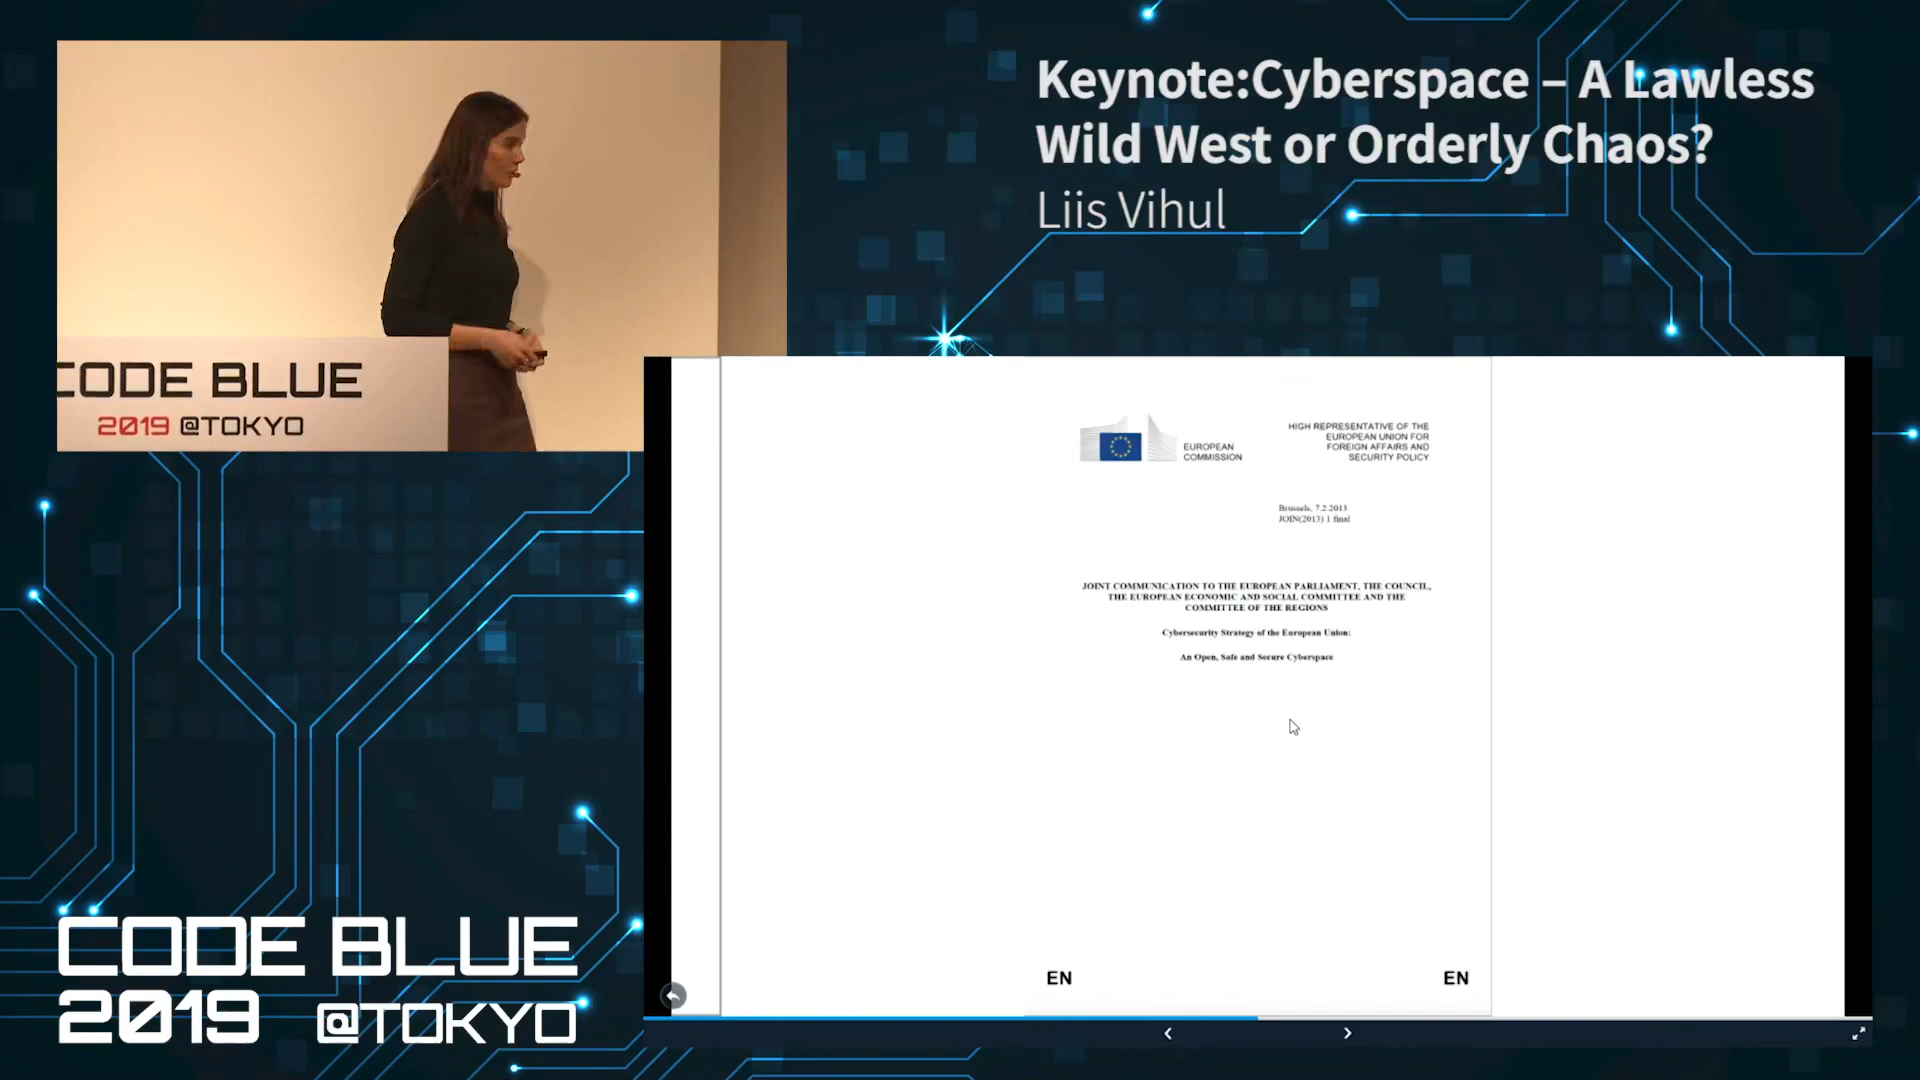 Keynote:Cyberspace – A Lawless
Wild West or Orderly Chaos?
Liis Vihul
CODE BLUE
2019 @TOKYO
EUROPEAN
COMMISSION
HIGH REPRESENTATIVE OF THE
EUROPEAN UNION FOR
FOREIGN AFFAIRS AND
SECURITY POLICY
Brussels, 7.2.2013
JOIN(2013) 1 final
JOINT COMMUNICATION TO THE EUROPEAN PARLIAMENT, THE COUNCIL,
THE EUROPEAN ECONOMIC AND SOCIAL COMMITTEE AND THE
COMMITTEE OF THE REGIONS
Cybersecurity Strategy of the European Union:
An Open, Safe and Secure Cyberspace
EN EN
CODE BLUE
2019 @TOKYO